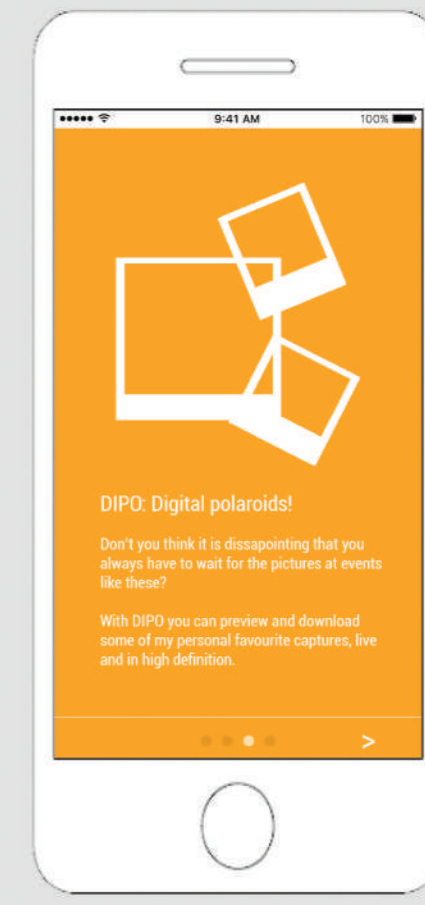 9:41 AM 100%
DIPO: Digital polaroids!
Don't you think it is dissapointing that you
always have to wait for the pictures at events
like these?
With DIPO you can preview and download
some of my personal favourite captures, live
and in high definition.
>